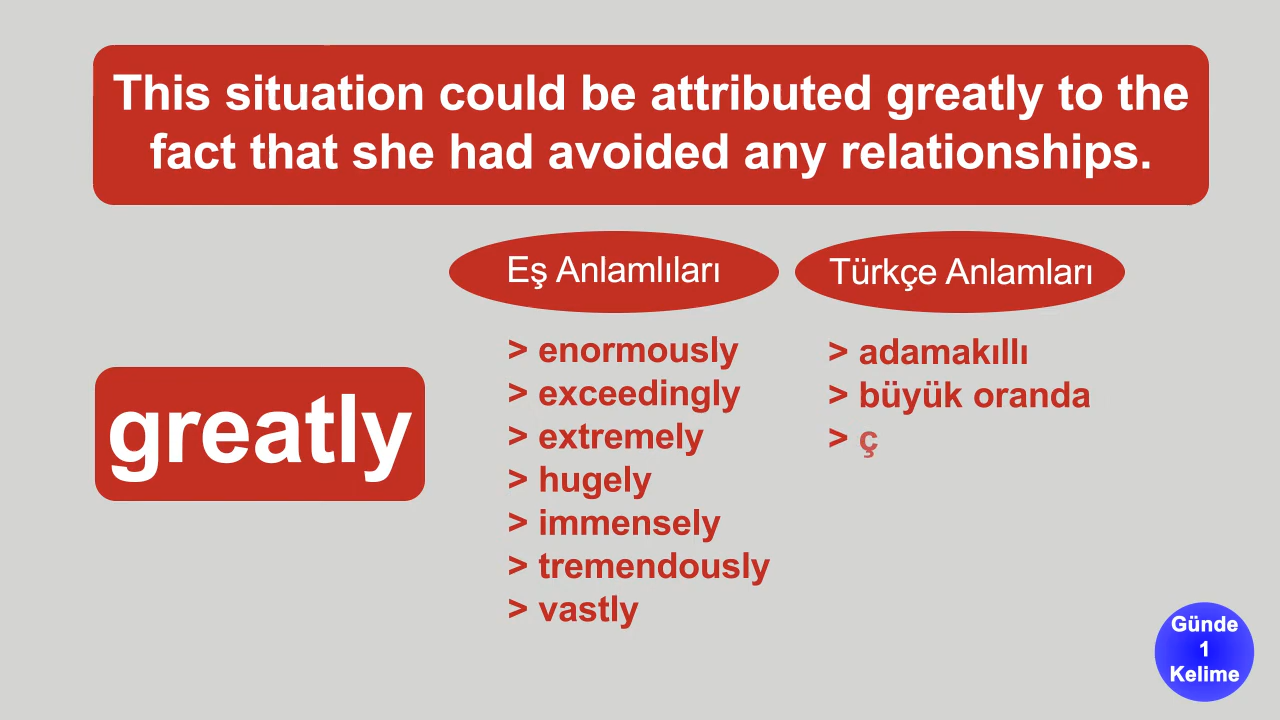 This situation could be attributed greatly to the
fact that she had avoided any relationships.
Eş Anlamlıları
Türkçe Anlamları
greatly
> enormously
> exceedingly
> extremely
> hugely
> immensely
> tremendously
> vastly
> adamakıllı
> büyük oranda
> ç
Günde
1
Kelime